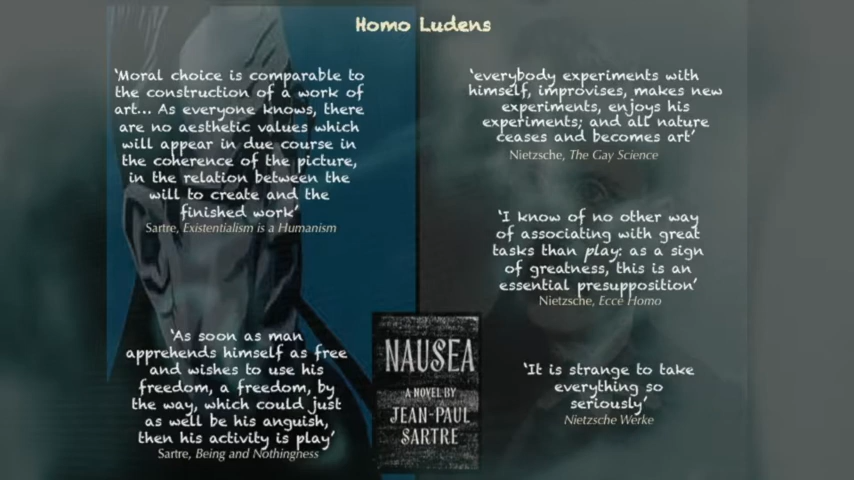 Homo Ludens
'Moral choice is comparable to
the construction of a work of
art... As everyone knows, there
are no aesthetic values which
will appear in due course in
the coherence of the picture,
in the relation between the
will to create and the
finished work'
Sartre, Existentialism is a Humanism
'As soon as man
apprehends himself as free
and wishes to use his
freedom, a freedom, by
the way, which could just
as well be his anguish,
then his activity is play'
Sartre, Being and Nothingness
NAUSEA
A NOVEL BY
JEAN-PAUL
SARTRE
'everybody experiments with
himself, improvises, makes new
experiments, enjoys his
experiments; and all nature
ceases and becomes art'
Nietzsche, The Gay Science
'I know of no other way
of associating with great
tasks than play: as a sign
of greatness, this is an
essential presupposition'
Nietzsche, Ecce Homo
'It is strange to take
everything so
seriously'
Nietzsche Werke